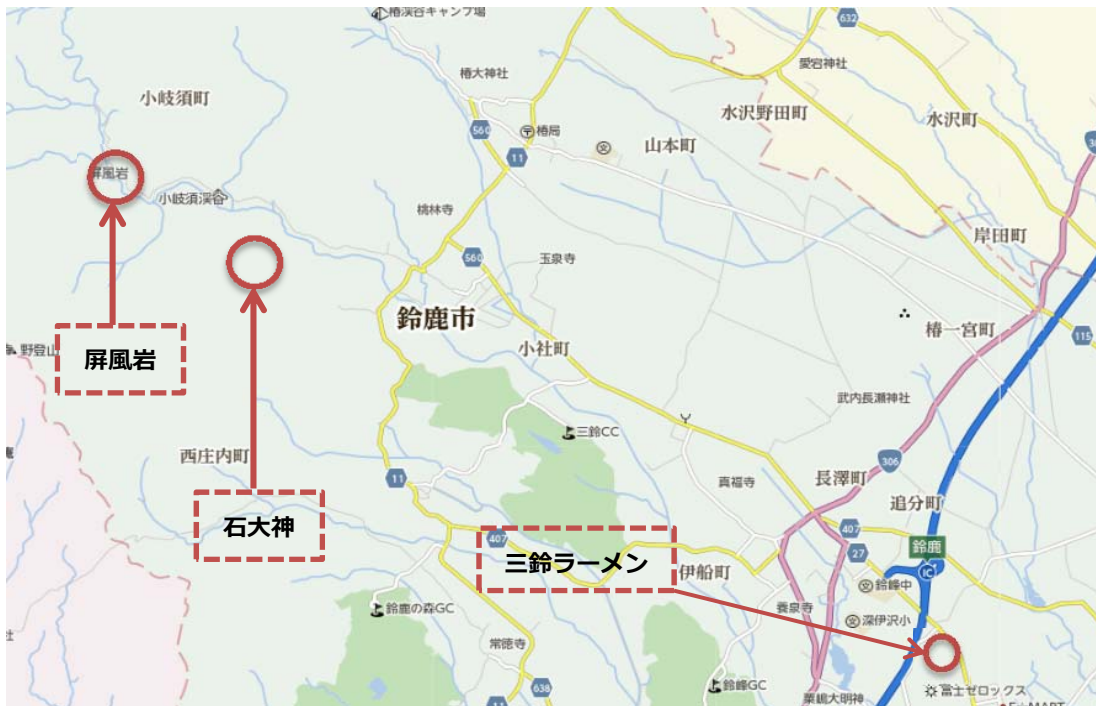 椿渓谷キャンプ場
632
愛宕神社
椿大神社
小岐須町
水沢野田町
水沢町
560
椿局
山本町
11
屏風岩
小岐須渓谷
桃林寺
岸田町
560
玉泉寺
鈴鹿市
椿一宮町
115
小社町
野登山
屏風岩
武内長瀬神社
三鈴CC
西庄内町
306
長澤町
11
真福寺
追分町
石大神
407
407
鈴鹿
三鈴ラーメン
27
伊船町
IC
鈴峰中
鈴鹿の森GC
養泉寺
深伊沢小
常徳寺
638
鈴峰GC
富士ゼロックス
11